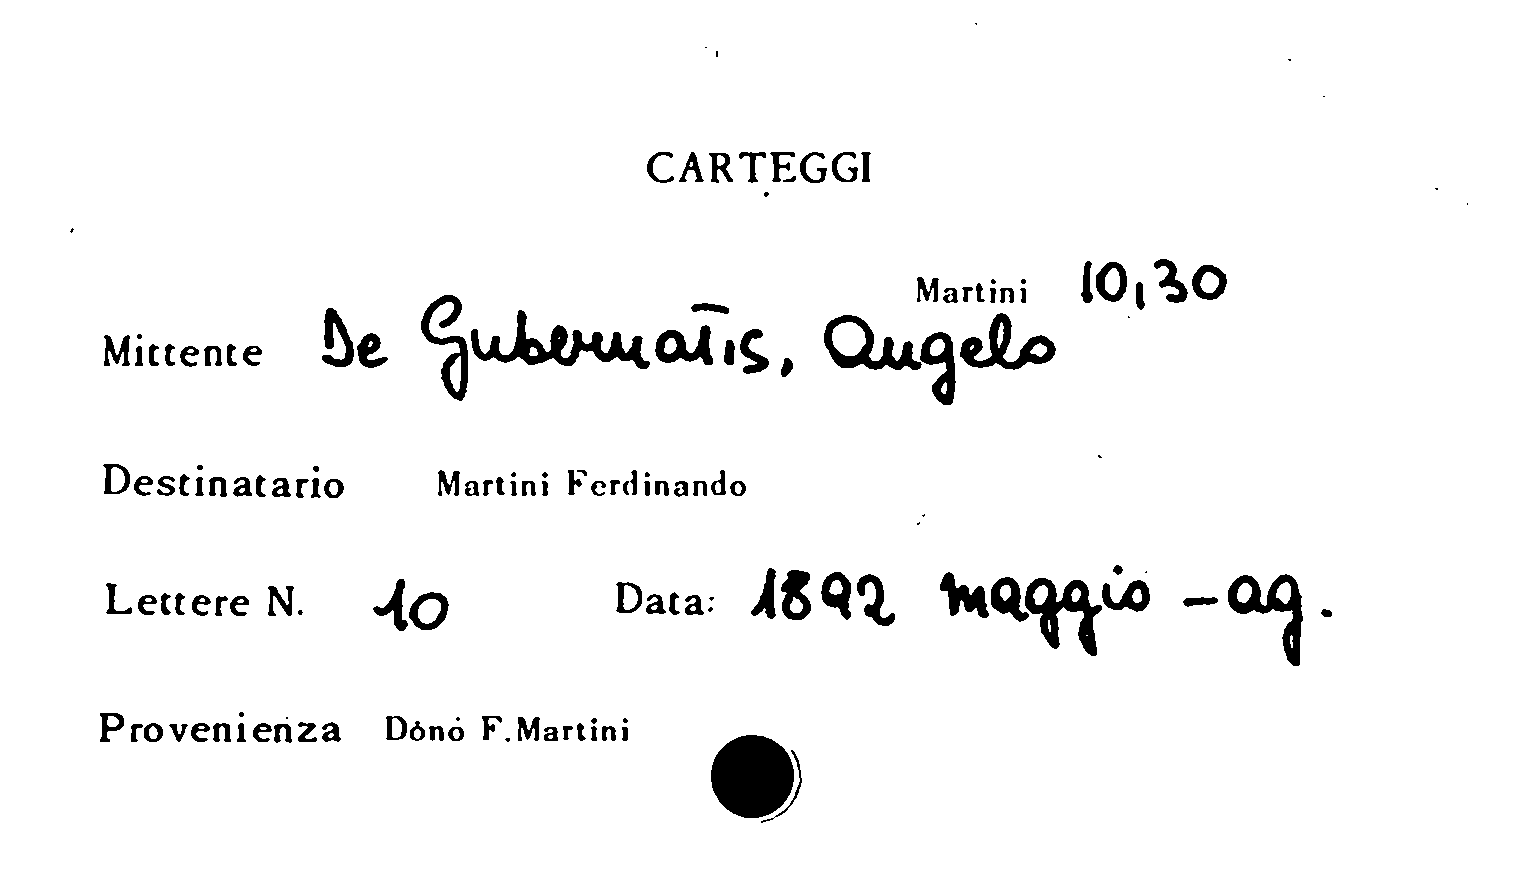 CARTEGGI
Martini 10,30
Mittente De Gubernatis, Angelo
Destinatario Martini Ferdinando
Lettere N. 10 Data: 1892 maggio - ag.
Provenienza Dono F. Martini